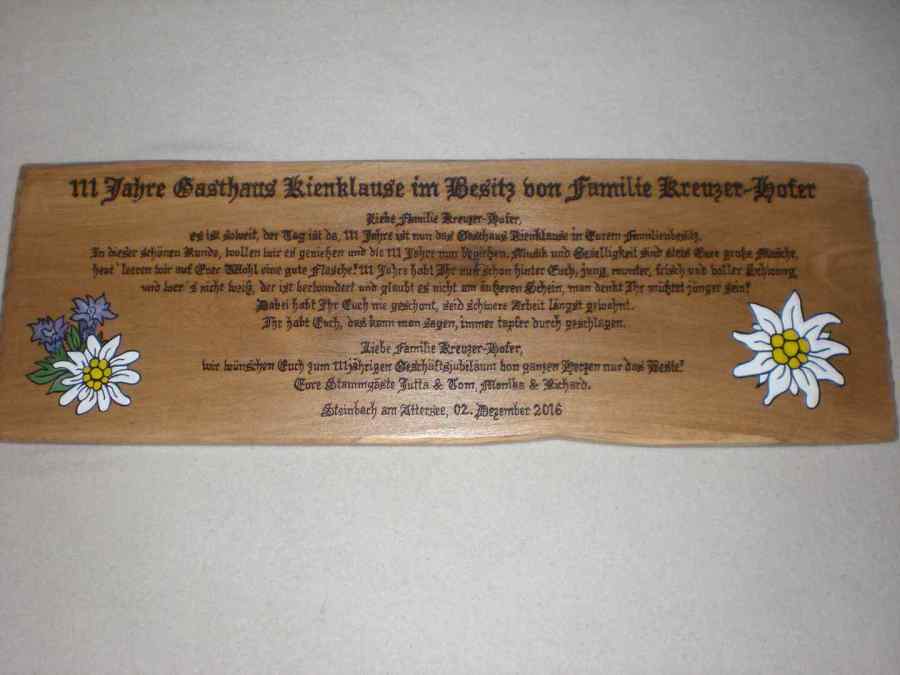 111 Jahre Gasthaus Kienklause im Besitz von Familie Kreuzer-Hofer
Liebe Familie Kreuzer-Hofer,
es ist soweit, der Tag ist da, 111 Jahre ist nun das Gasthaus Kienklause in Eurem Familienbesitz.
In dieser schönen Runde, wollen wir es genießen und die 111 Jahre nun begießen. Musik und Geselligkeit sind stets Eure große Masche,
heut' leeren wir auf Euer Wohl eine gute Flasche! 111 Jahre habt Ihr nun schon hinter Euch, jung, munter, frisch und voller Schwung,
und wer's nicht weiß, der ist verwundert und glaubt es nicht am äußeren Schein, man denkt Ihr müßtet jünger sein!
Dabei habt Ihr Euch nie geschont, seid schwere Arbeit längst gewohnt.
Ihr habt Euch, das kann man sagen, immer tapfer durch geschlagen.
Liebe Familie Kreuzer-Hofer,
wir wünschen Euch zum 111jährigen Geschäftsjubiläum von ganzen Herzen nur das Beste!
Eure Stammgäste Jutta & Tom, Monika & Richard.
Steinbach am Attersee, 02. Dezember 2016